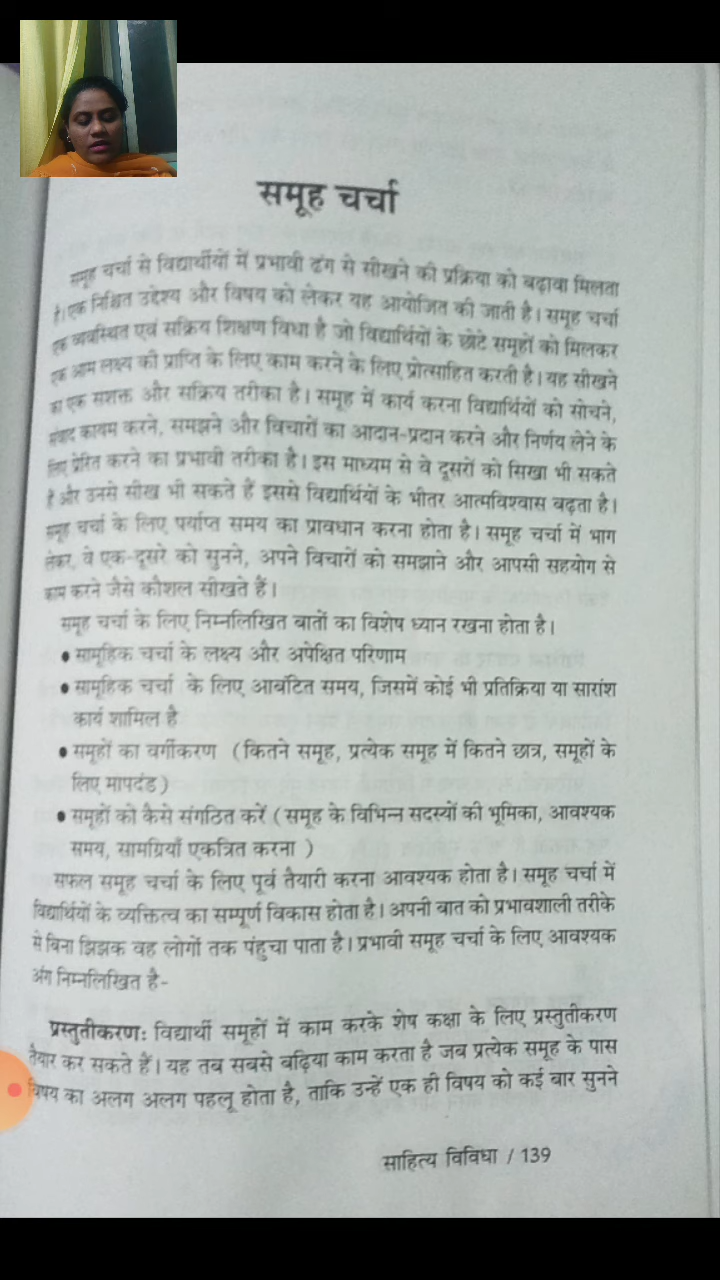 समूह चर्चा
समूह चर्चा से विद्यार्थीयों में प्रभावी ढंग से सीखने की प्रक्रिया को बढ़ावा मिलता
है। एक निश्चित उद्देश्य और विषय को लेकर यह आयोजित की जाती है। समूह चर्चा
एक व्यवस्थित एवं सक्रिय शिक्षण विधा है जो विद्यार्थियों के छोटे समूहों को मिलकर
एक आम लक्ष्य की प्राप्ति के लिए काम करने के लिए प्रोत्साहित करती है। यह सीखने
का एक सशक्त और सक्रिय तरीका है। समूह में कार्य करना विद्यार्थियों को सोचने,
संवाद कायम करने, समझने और विचारों का आदान-प्रदान करने और निर्णय लेने के
लिए प्रेरित करने का प्रभावी तरीका है। इस माध्यम से वे दूसरों को सिखा भी सकते
हैं और उनसे सीख भी सकते हैं इससे विद्यार्थियों के भीतर आत्मविश्वास बढ़ता है।
समूह चर्चा के लिए पर्याप्त समय का प्रावधान करना होता है। समूह चर्चा में भाग
लेकर, वे एक-दूसरे को सुनने, अपने विचारों को समझाने और आपसी सहयोग से
काम करने जैसे कौशल सीखते हैं।
समूह चर्चा के लिए निम्नलिखित बातों का विशेष ध्यान रखना होता है।
● सामूहिक चर्चा के लक्ष्य और अपेक्षित परिणाम
● सामूहिक चर्चा के लिए आबंटित समय, जिसमें कोई भी प्रतिक्रिया या सारांश
कार्य शामिल है
● समूहों का वर्गीकरण (कितने समूह, प्रत्येक समूह में कितने छात्र, समूहों के
लिए मापदंड)
● समूहों को कैसे संगठित करें (समूह के विभिन्न सदस्यों की भूमिका, आवश्यक
समय, सामग्रियाँ एकत्रित करना )
सफल समूह चर्चा के लिए पूर्व तैयारी करना आवश्यक होता है। समूह चर्चा में
विद्यार्थियों के व्यक्तित्व का सम्पूर्ण विकास होता है। अपनी बात को प्रभावशाली तरीके
से बिना झिझक वह लोगों तक पंहुचा पाता है। प्रभावी समूह चर्चा के लिए आवश्यक
अंग निम्नलिखित है-
प्रस्तुतीकरण: विद्यार्थी समूहों में काम करके शेष कक्षा के लिए प्रस्तुतीकरण
तैयार कर सकते हैं। यह तब सबसे बढ़िया काम करता है जब प्रत्येक समूह के पास
विषय का अलग अलग पहलू होता है, ताकि उन्हें एक ही विषय को कई बार सुनने
साहित्य विविधा / 139